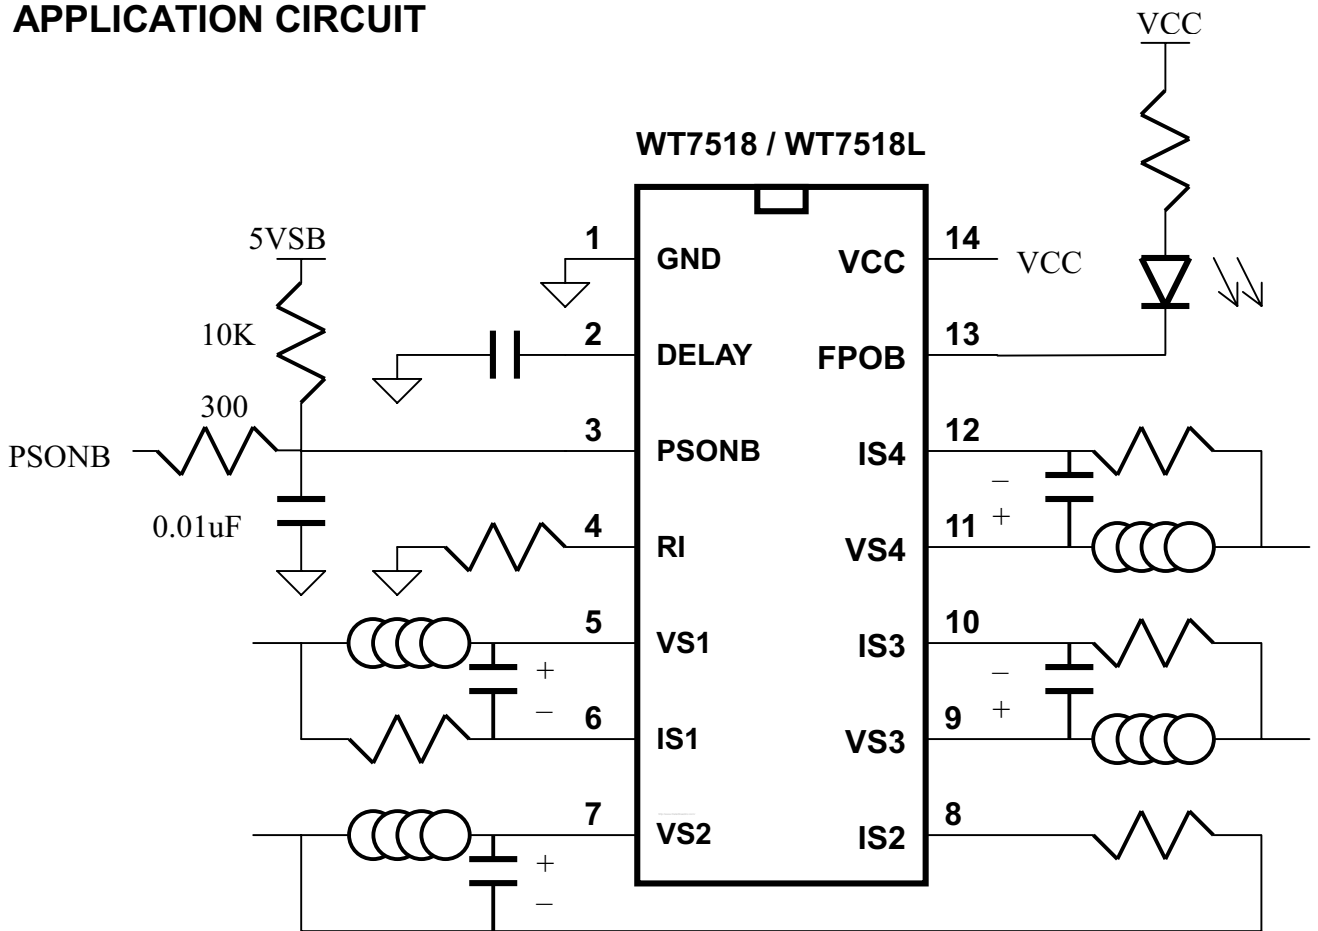 APPLICATION CIRCUIT
VCC
WT7518 / WT7518L
5VSB
10K
300
PSONB
0.01uF
1 GND
2 DELAY
3 PSONB
4 RI
5 VS1
+
−
6 IS1
7 VS2
+
−
VCC 14 VCC
FPOB 13
IS4 12
−
+
VS4 11
IS3 10
−
+
VS3 9
IS2 8